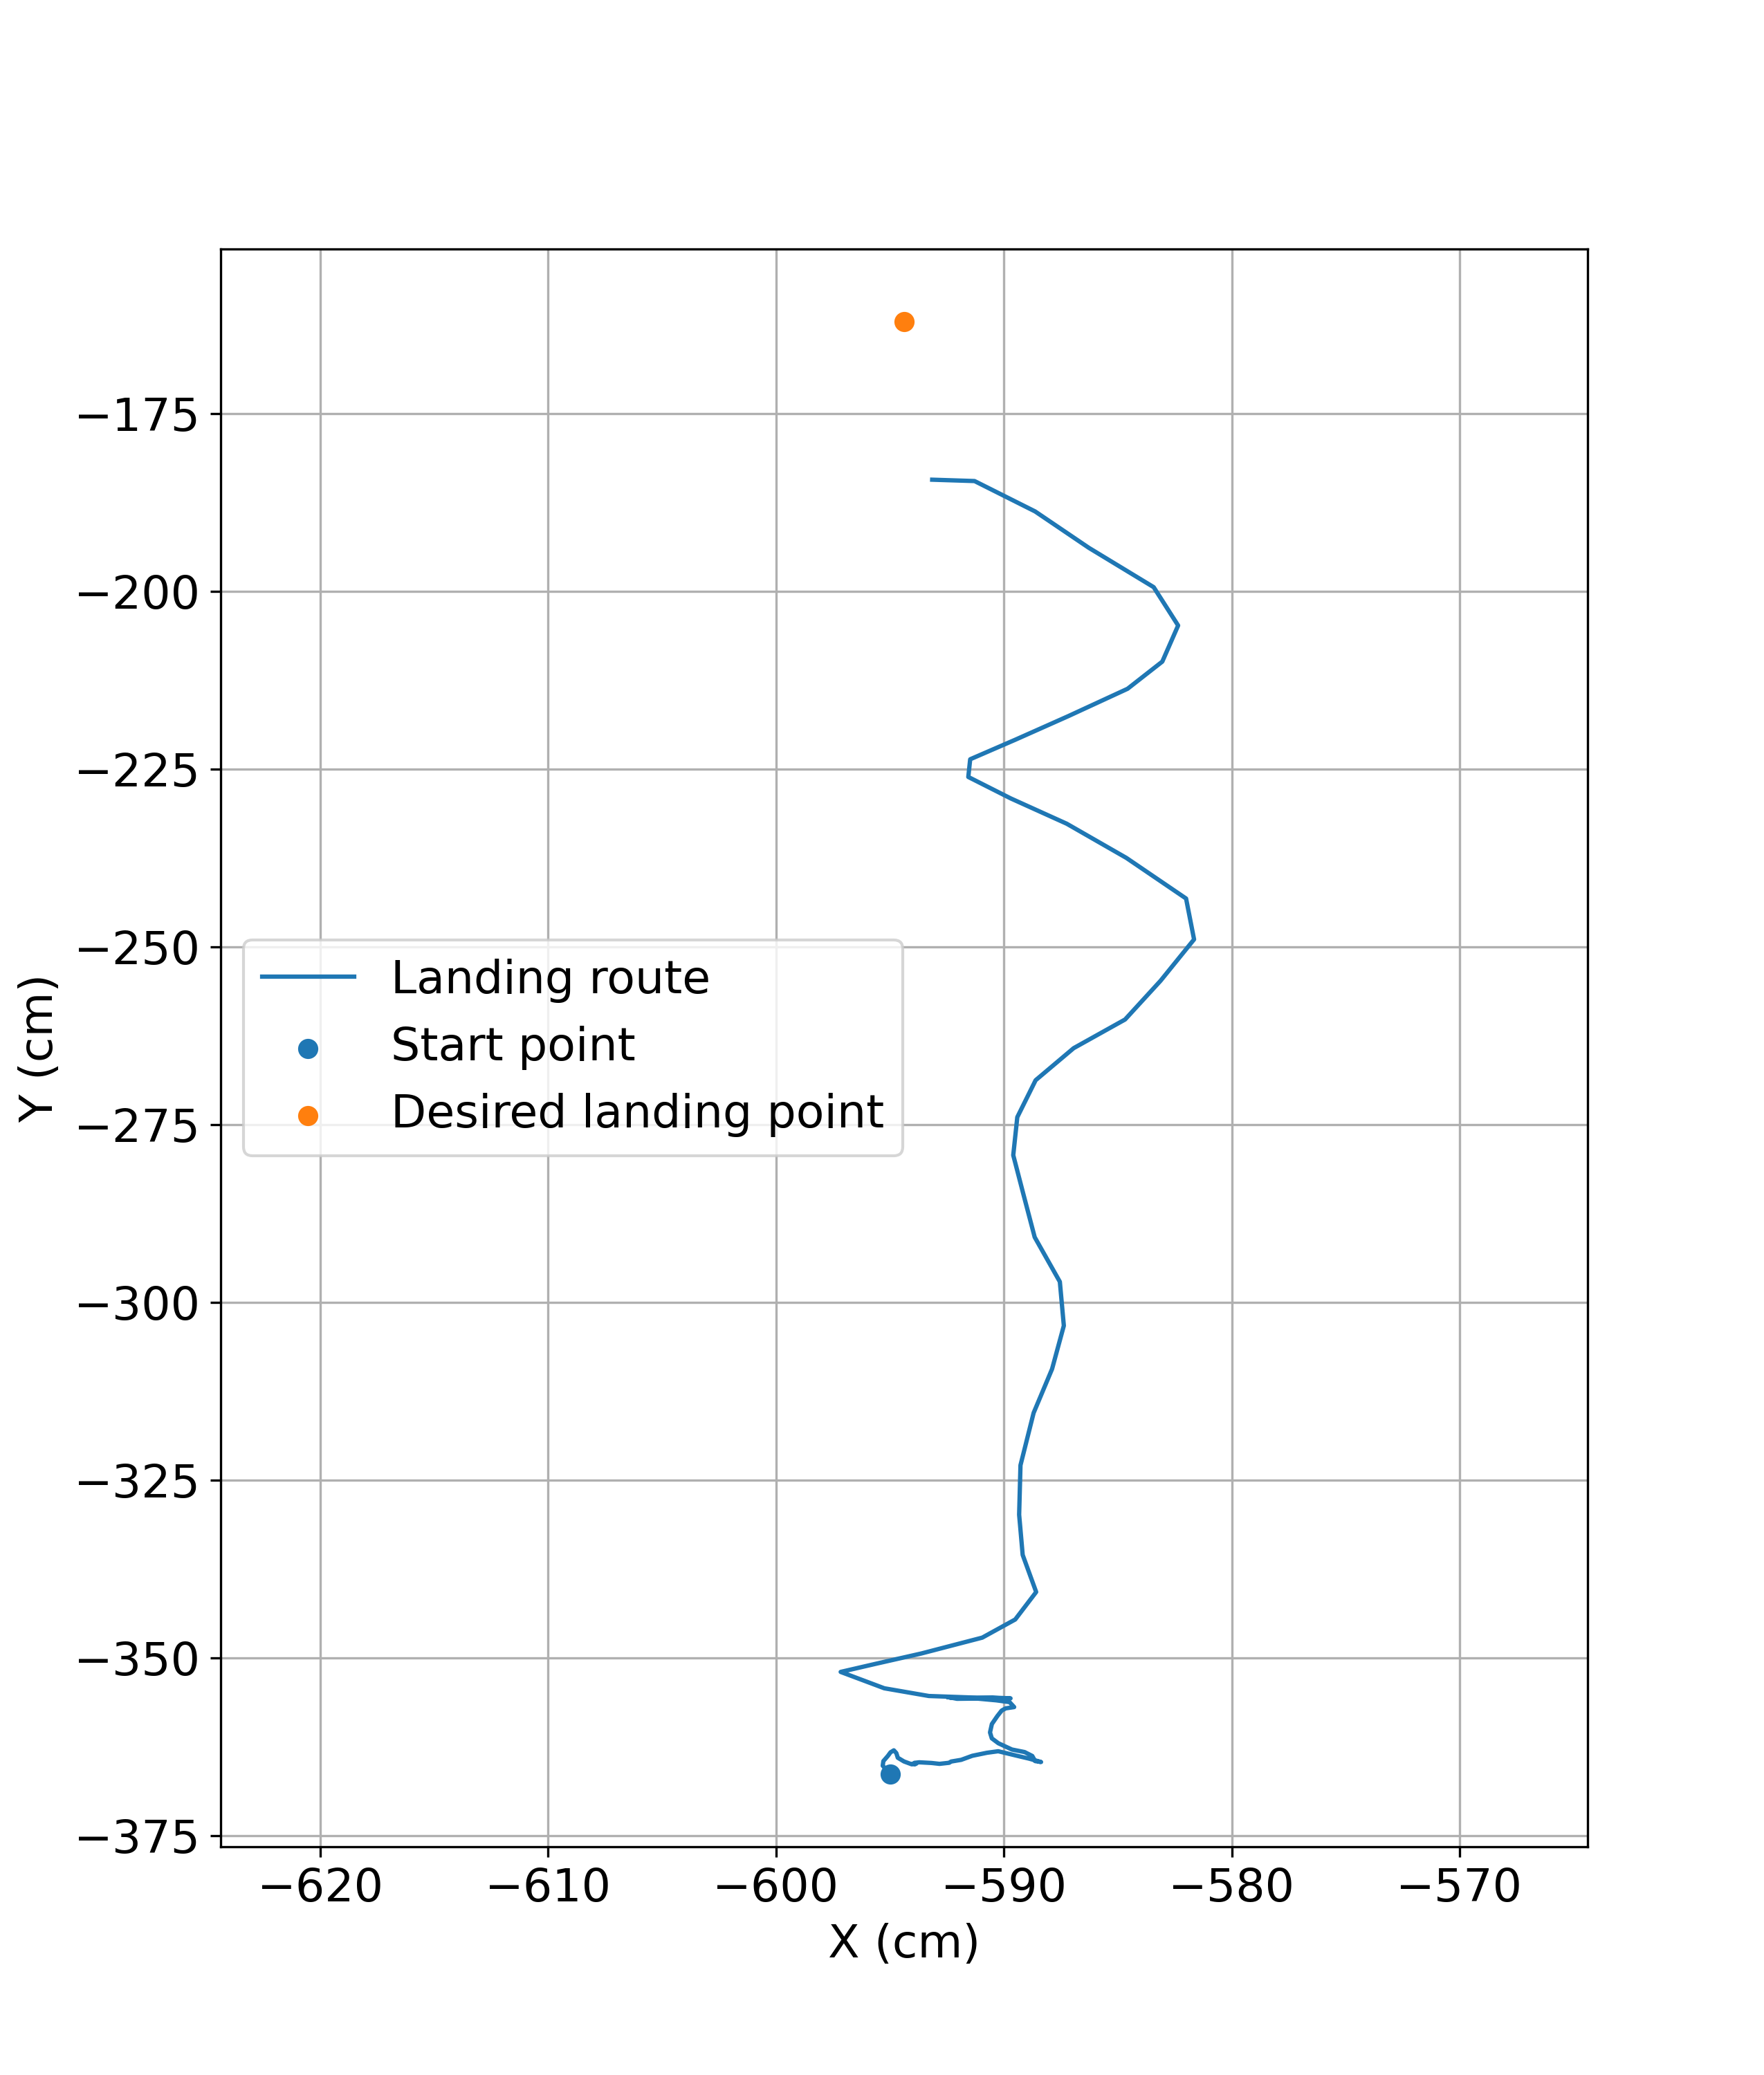 −175
−200
−225
−250
−275
−300
−325
−350
−375
Y (cm)
Landing route
Start point
Desired landing point
−620 −610 −600 −590 −580 −570
X (cm)